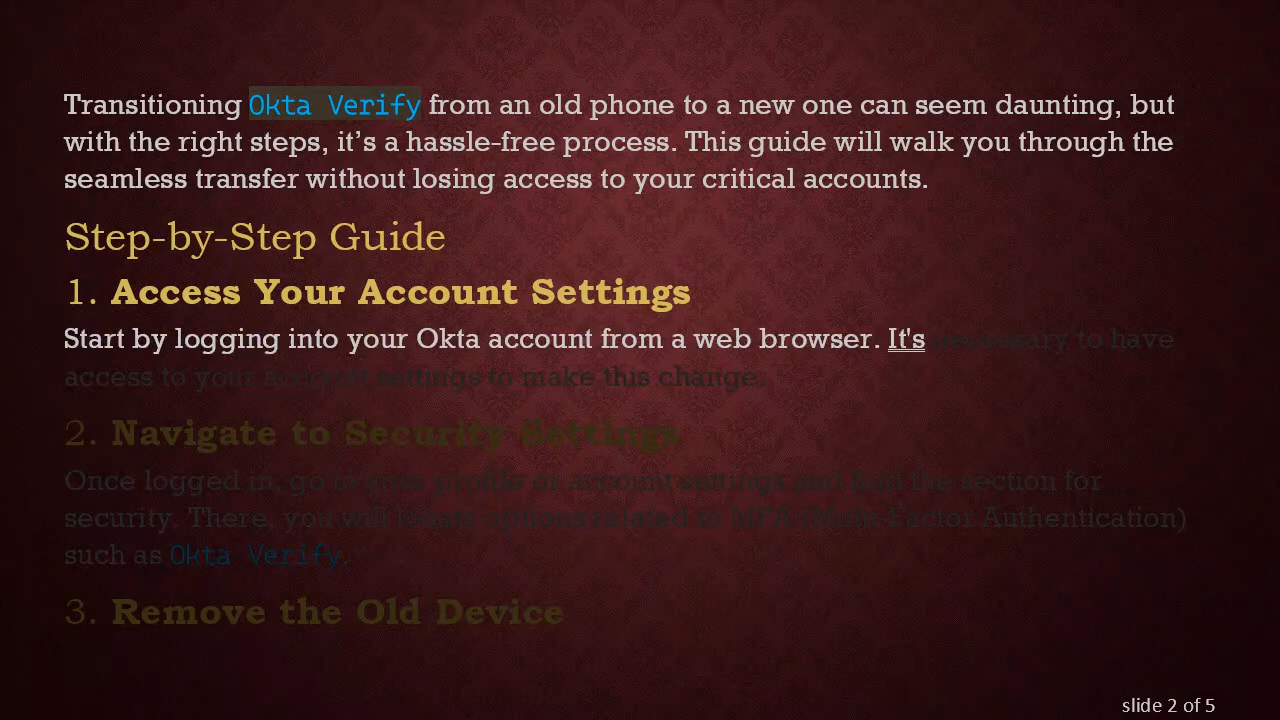 Transitioning Okta Verify from an old phone to a new one can seem daunting, but
with the right steps, it’s a hassle-free process. This guide will walk you through the
seamless transfer without losing access to your critical accounts.
Step-by-Step Guide
1. Access Your Account Settings
Start by logging into your Okta account from a web browser. It's necessary to have
access to your account settings to make this change.
2. Navigate to Security Settings
Once logged in, go to your profile or account settings and find the section for
security. There, you will locate options related to MFA (Multi-Factor Authentication)
such as Okta Verify.
3. Remove the Old Device
slide 2 of 5